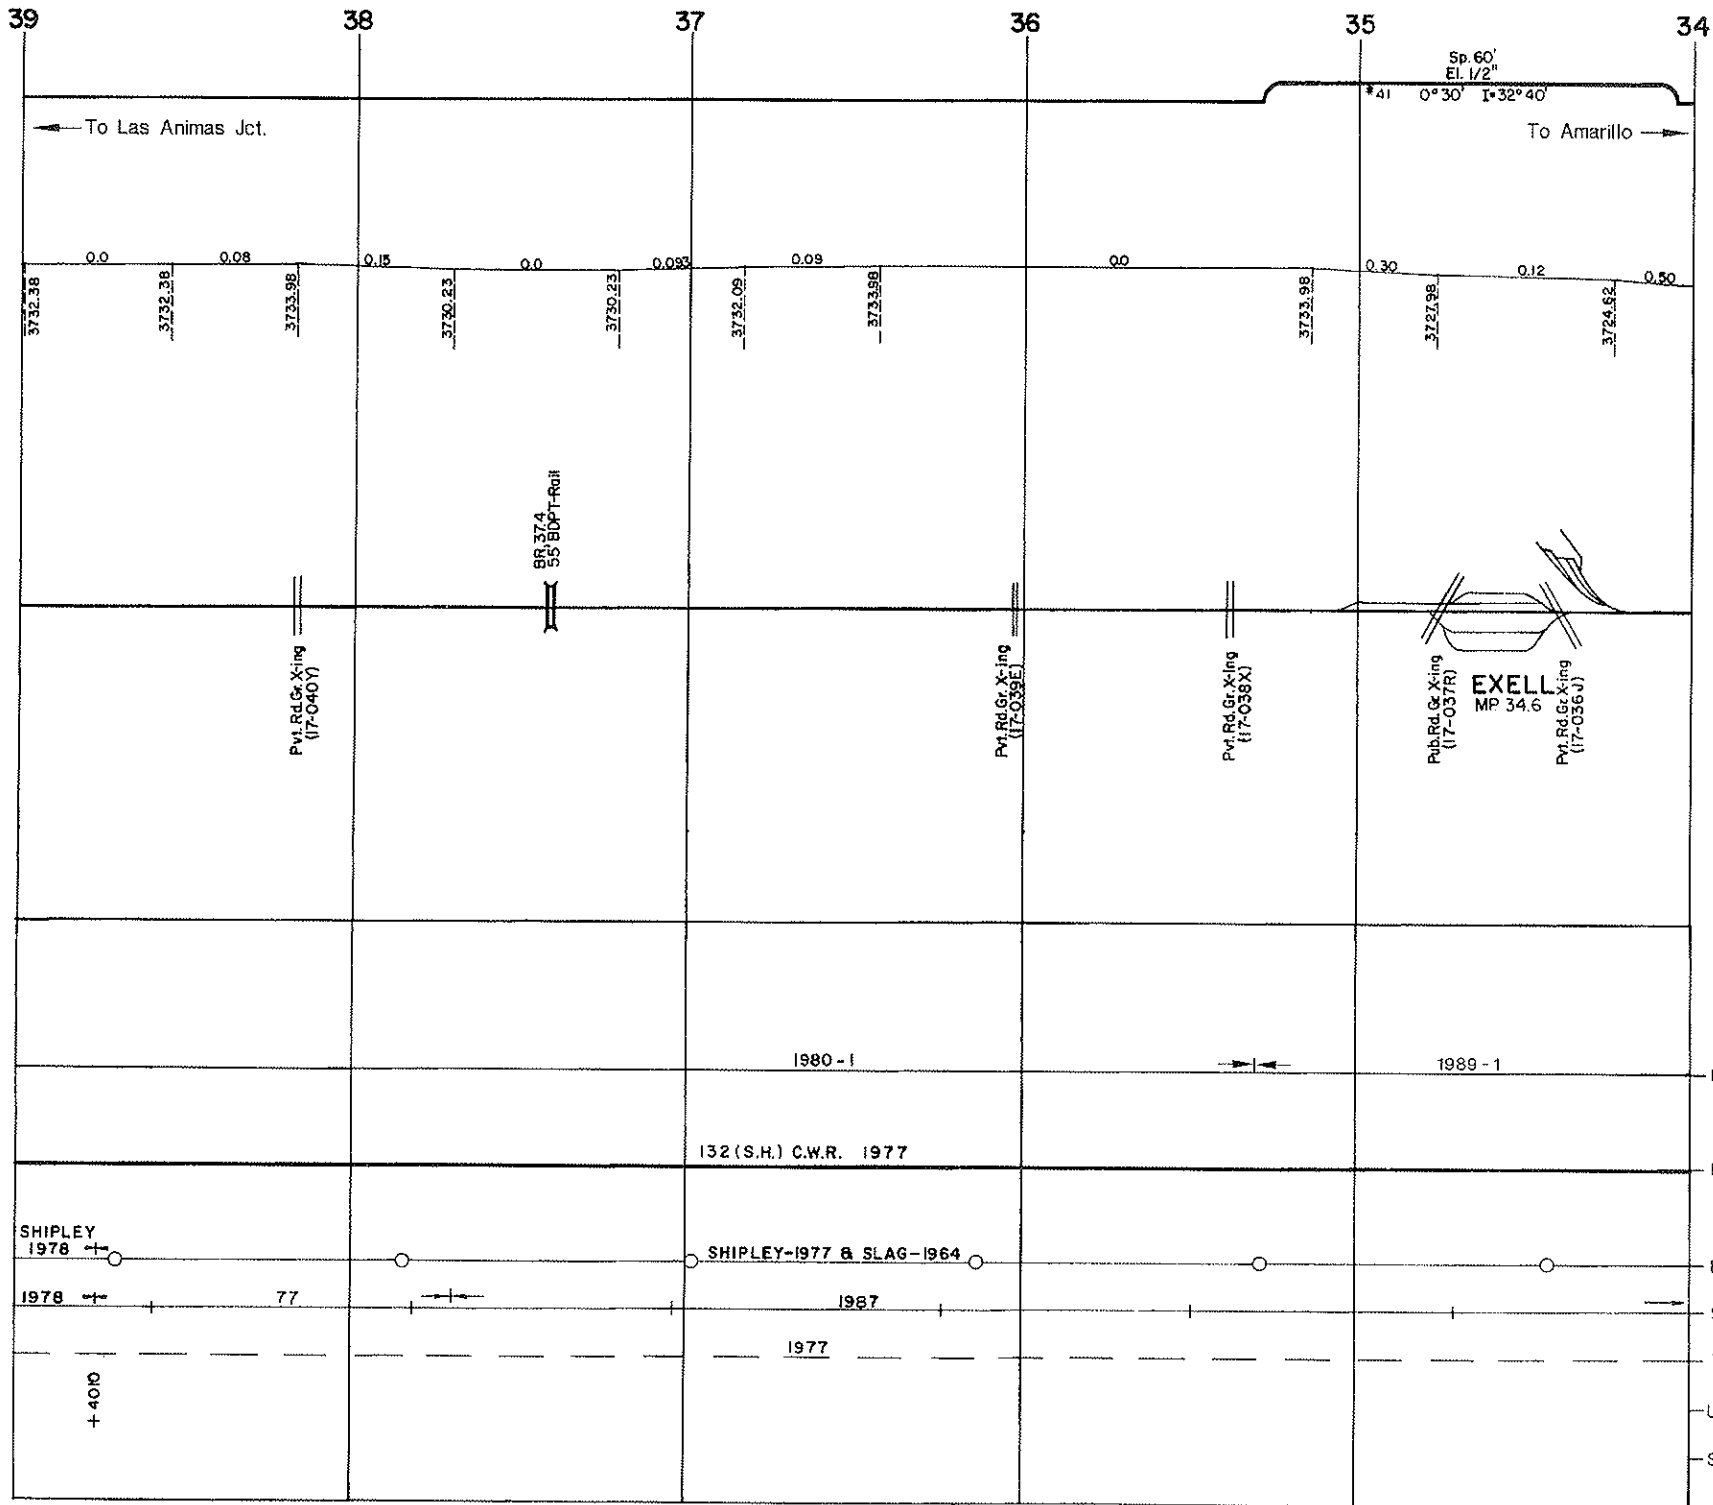 39 38 37 36 35 34
Sp. 60'
El. 1/2"
#41 0°30' I=32°40'
To Las Animas Jct.
To Amarillo
0.0 0.08 0.15 0.0 0.093 0.09 0.0 0.30 0.12 0.50
3732.38 3732.38 3733.98 3730.23 3730.23 3732.09 3733.98 3733.98 3727.98 3724.62
BR. 37.4
55' BDPT-Rail
Pvt. Rd. Gr. X-ing
(17-040Y)
Pvt. Rd. Gr. X-ing
(17-039E)
Pvt. Rd. Gr. X-ing
(17-038X)
Pub. Rd. Gr. X-ing
(17-037R)
EXELL
MP. 34.6
Pvt. Rd. Gr. X-ing
(17-036J)
1980-1 1989-1
132 (S.H.) C.W.R. 1977
SHIPLEY
1978
SHIPLEY-1977 & SLAG-1964
1978 77 1987
1977
+ 4010